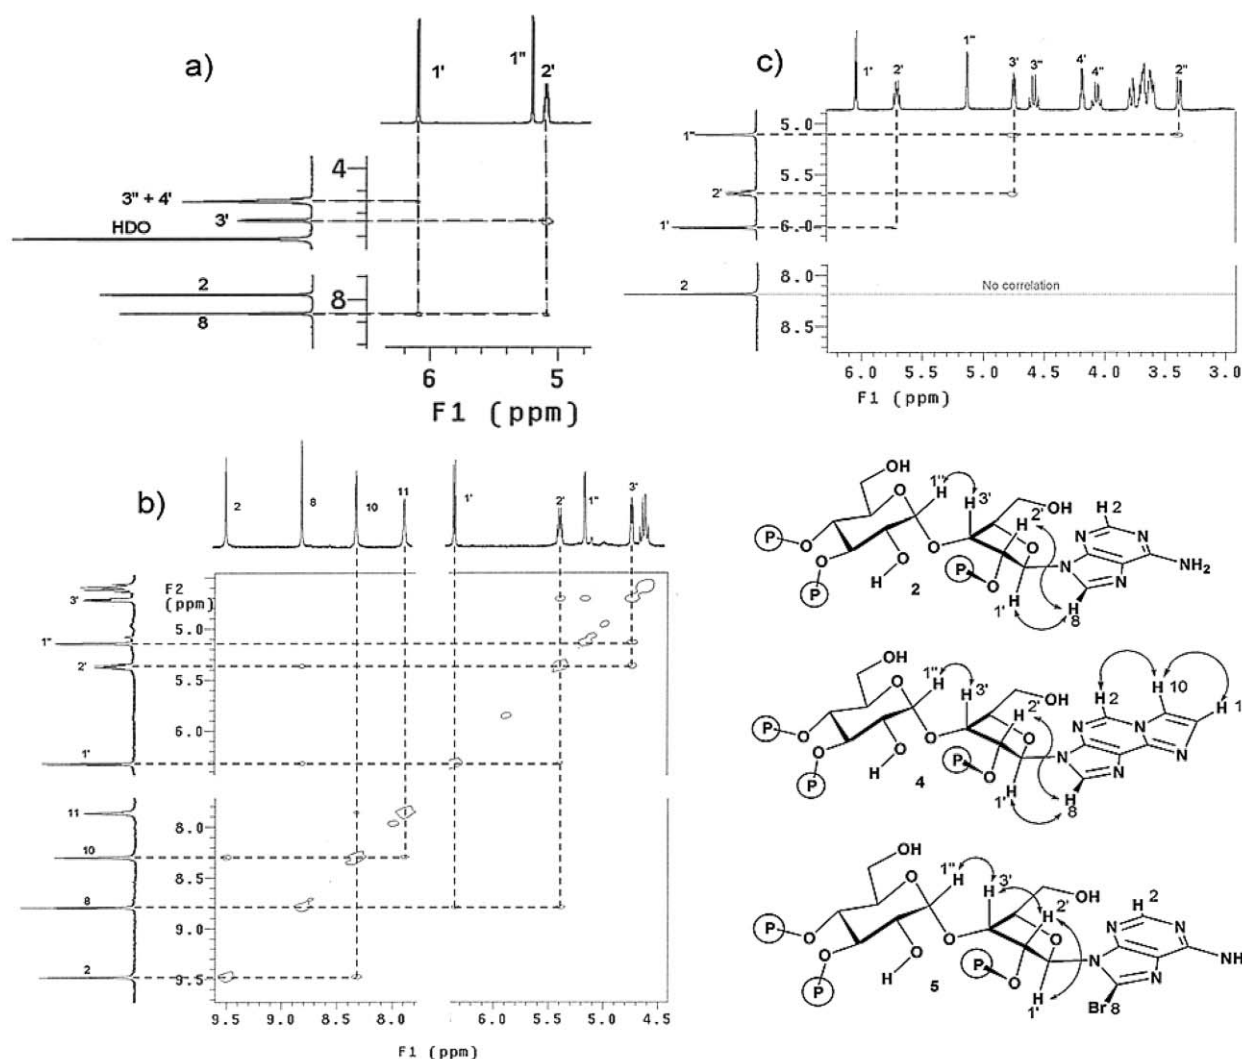 a)
1'
1"
2'
4
3" + 4'
3'
HDO
2
8
8
6
5
F1 (ppm)
c)
1"
1'
2'
3'
3"
4'
4"
2"
5.0
1"
5.5
2'
6.0
1'
8.0
2
No correlation
8.5
6.0
5.5
5.0
4.5
4.0
3.5
3.0
F1 (ppm)
b)
2
8
10
11
1'
2'
1"
3'
F2
(ppm)
3'
5.0
1"
2'
5.5
6.0
1'
11
8.0
10
8.5
8
9.0
2
9.5
9.5
9.0
8.5
8.0
6.0
5.5
5.0
4.5
F1 (ppm)
OH
1"
H
H
3'
2'
H
OH
H 2
O
O
N
N
P
O
O
O
N
N
NH₂
P
O
H
P
O
2
H
1'
H
8
OH
1"
H
H
3'
2'
H
OH
H 2
H
10
H 1
O
O
N
N
P
O
O
O
N
N
N
P
O
H
P
O
4
H
1'
H
8
OH
1"
H
H
3'
2'
H
OH
H 2
O
O
N
N
P
O
O
O
N
N
NH
P
O
H
P
O
5
H
1'
Br
8